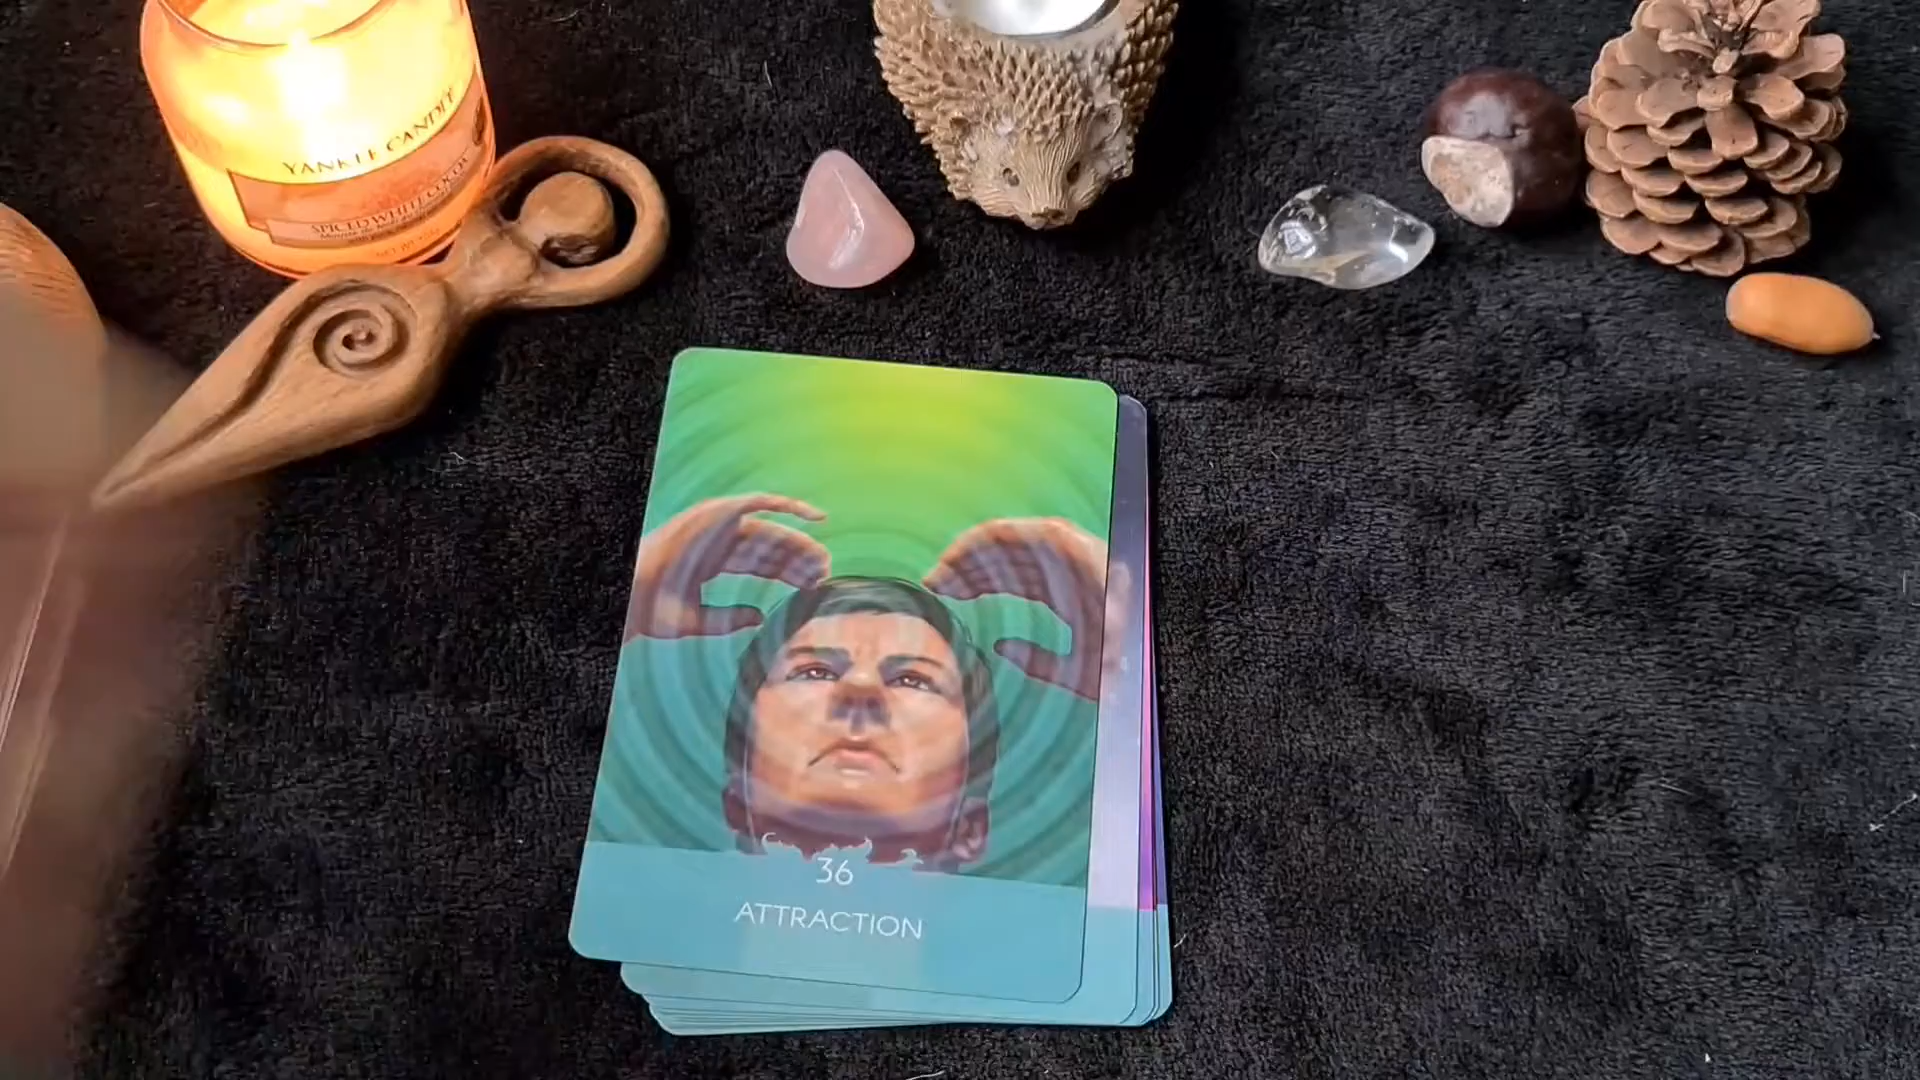 YANKEE CANDLE
SPICED WHITE COCOA
36
ATTRACTION